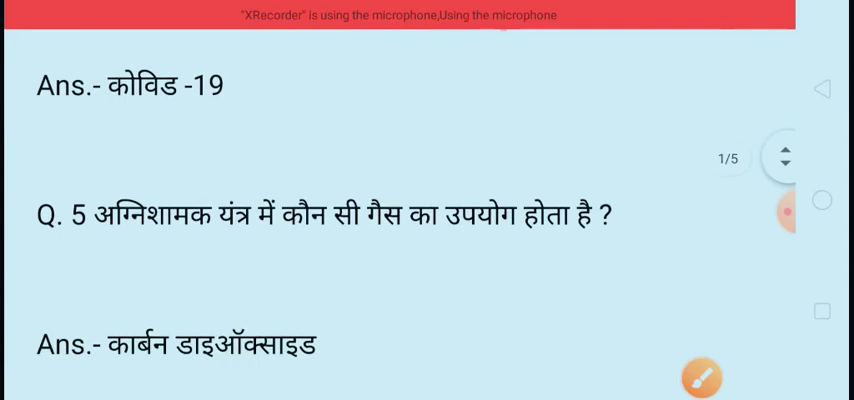 "XRecorder" is using the microphone,Using the microphone
Ans.- कोविड -19
1/5
Q. 5 अग्निशामक यंत्र में कौन सी गैस का उपयोग होता है ?
Ans.- कार्बन डाइऑक्साइड